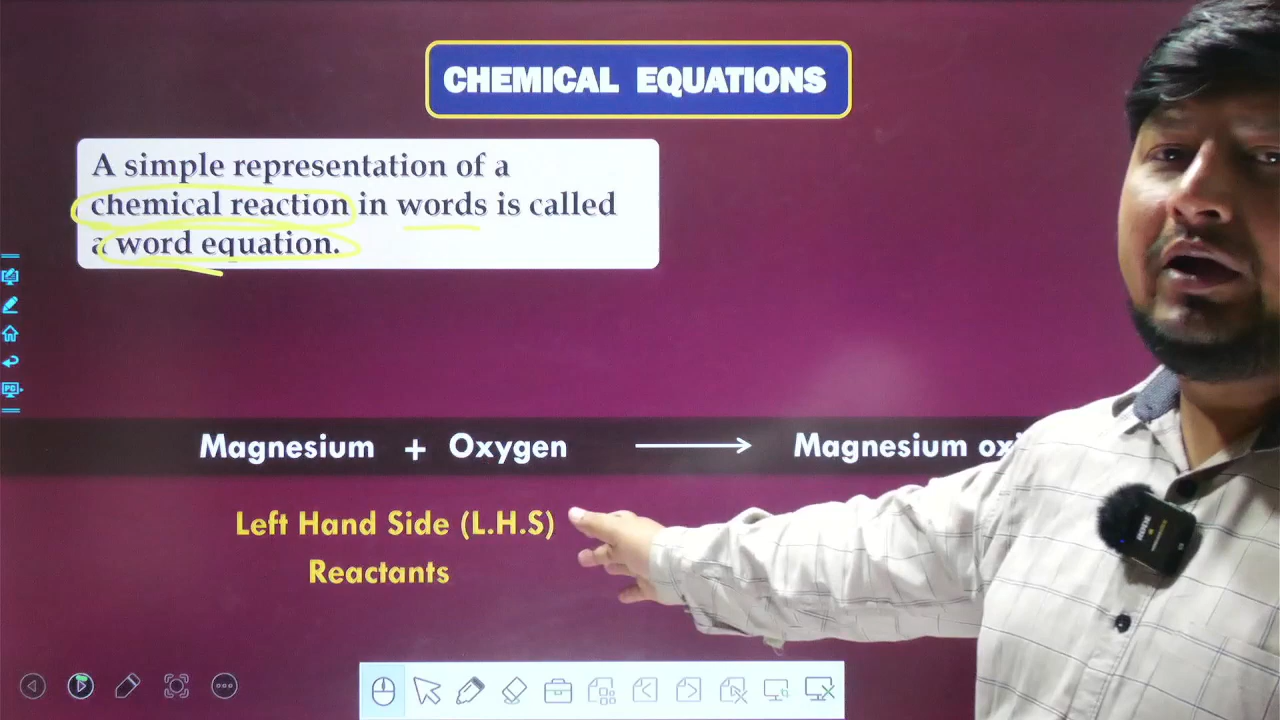 CHEMICAL EQUATIONS
A simple representation of a
chemical reaction in words is called
a word equation.
Magnesium + Oxygen → Magnesium
Left Hand Side (L.H.S)
Reactants